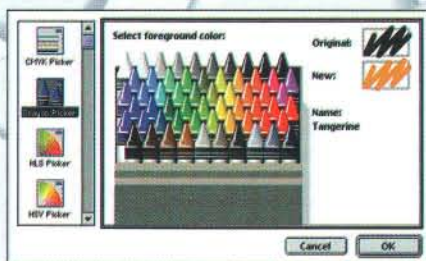 CMYK Picker
Crayon Picker
HLS Picker
HSV Picker
Select foreground color:
Original:
New:
Name:
Tangerine
Cancel
OK